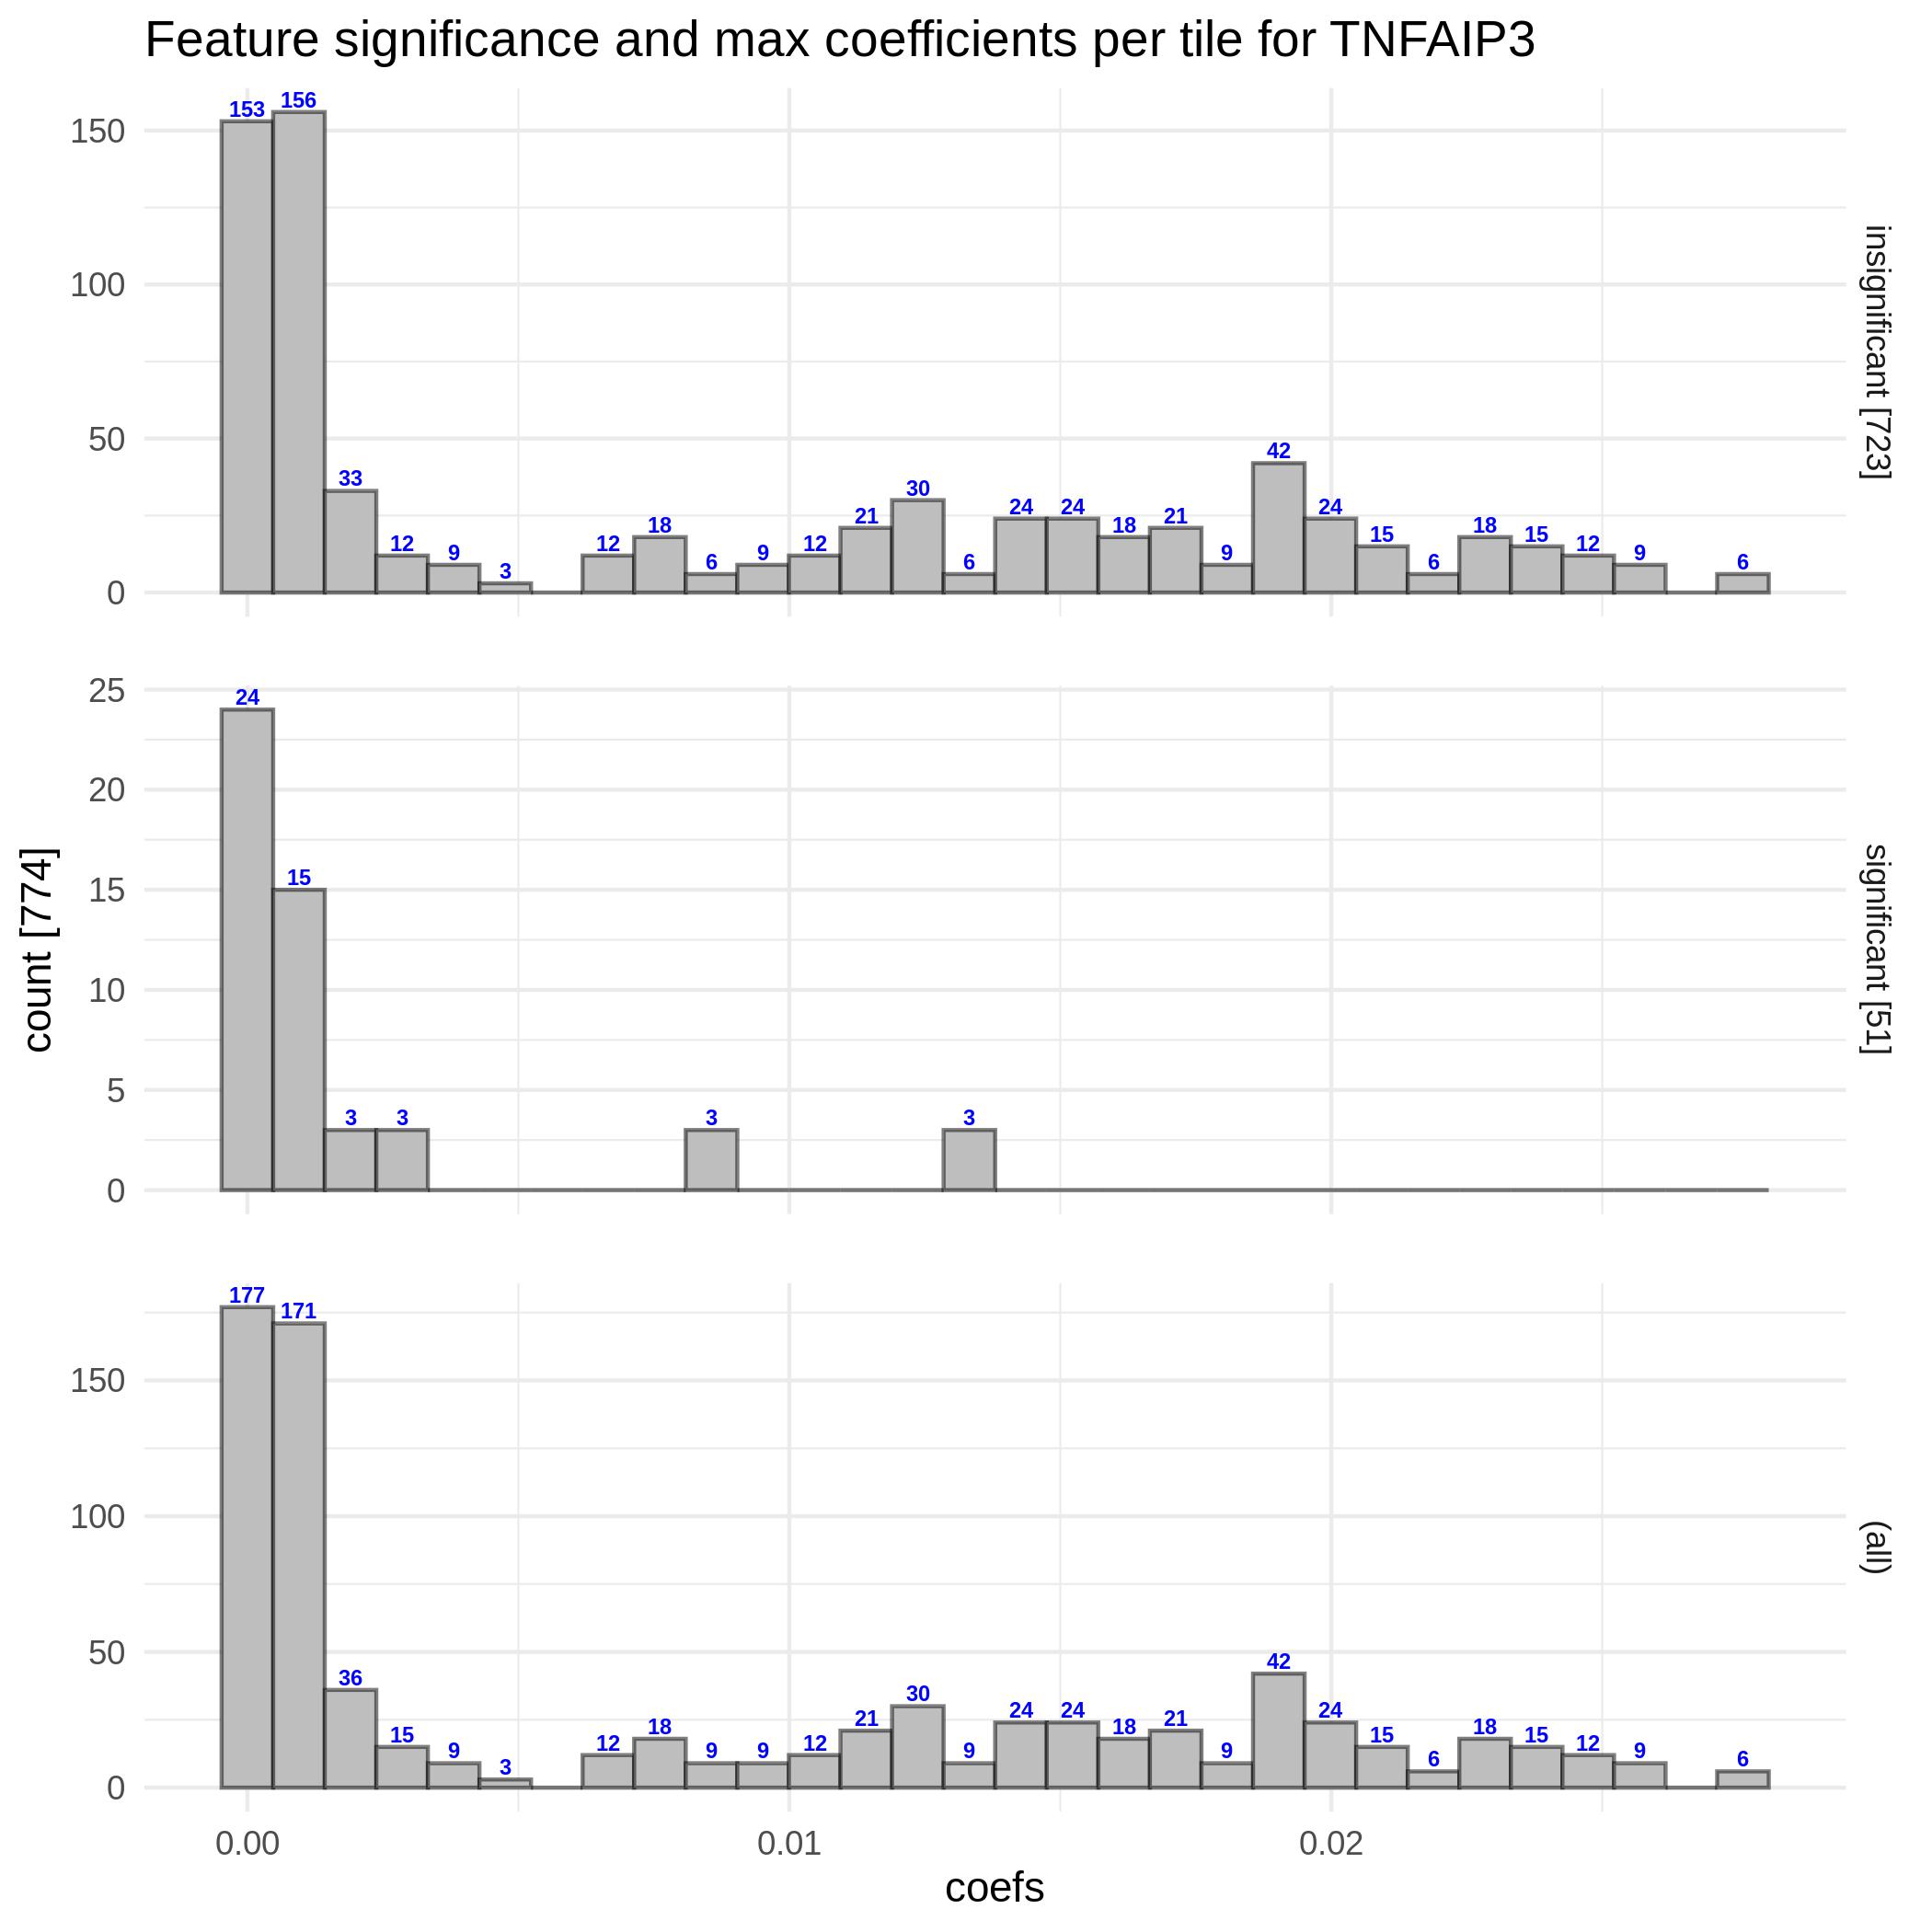 Feature significance and max coefficients per tile for TNFAIP3
153 156 33 12 9 3 12 18 6 9 12 21 30 6 24 24 18 21 9 42 24 15 6 18 15 12 9 6
150
100
50
0
insignificant [723]
24 15 3 3 3 3
25
20
15
10
5
0
significant [51]
count [774]
177 171 36 15 9 3 12 18 9 9 12 21 30 9 24 24 18 21 9 42 24 15 6 18 15 12 9 6
150
100
50
0
(all)
0.00 0.01 0.02
coefs